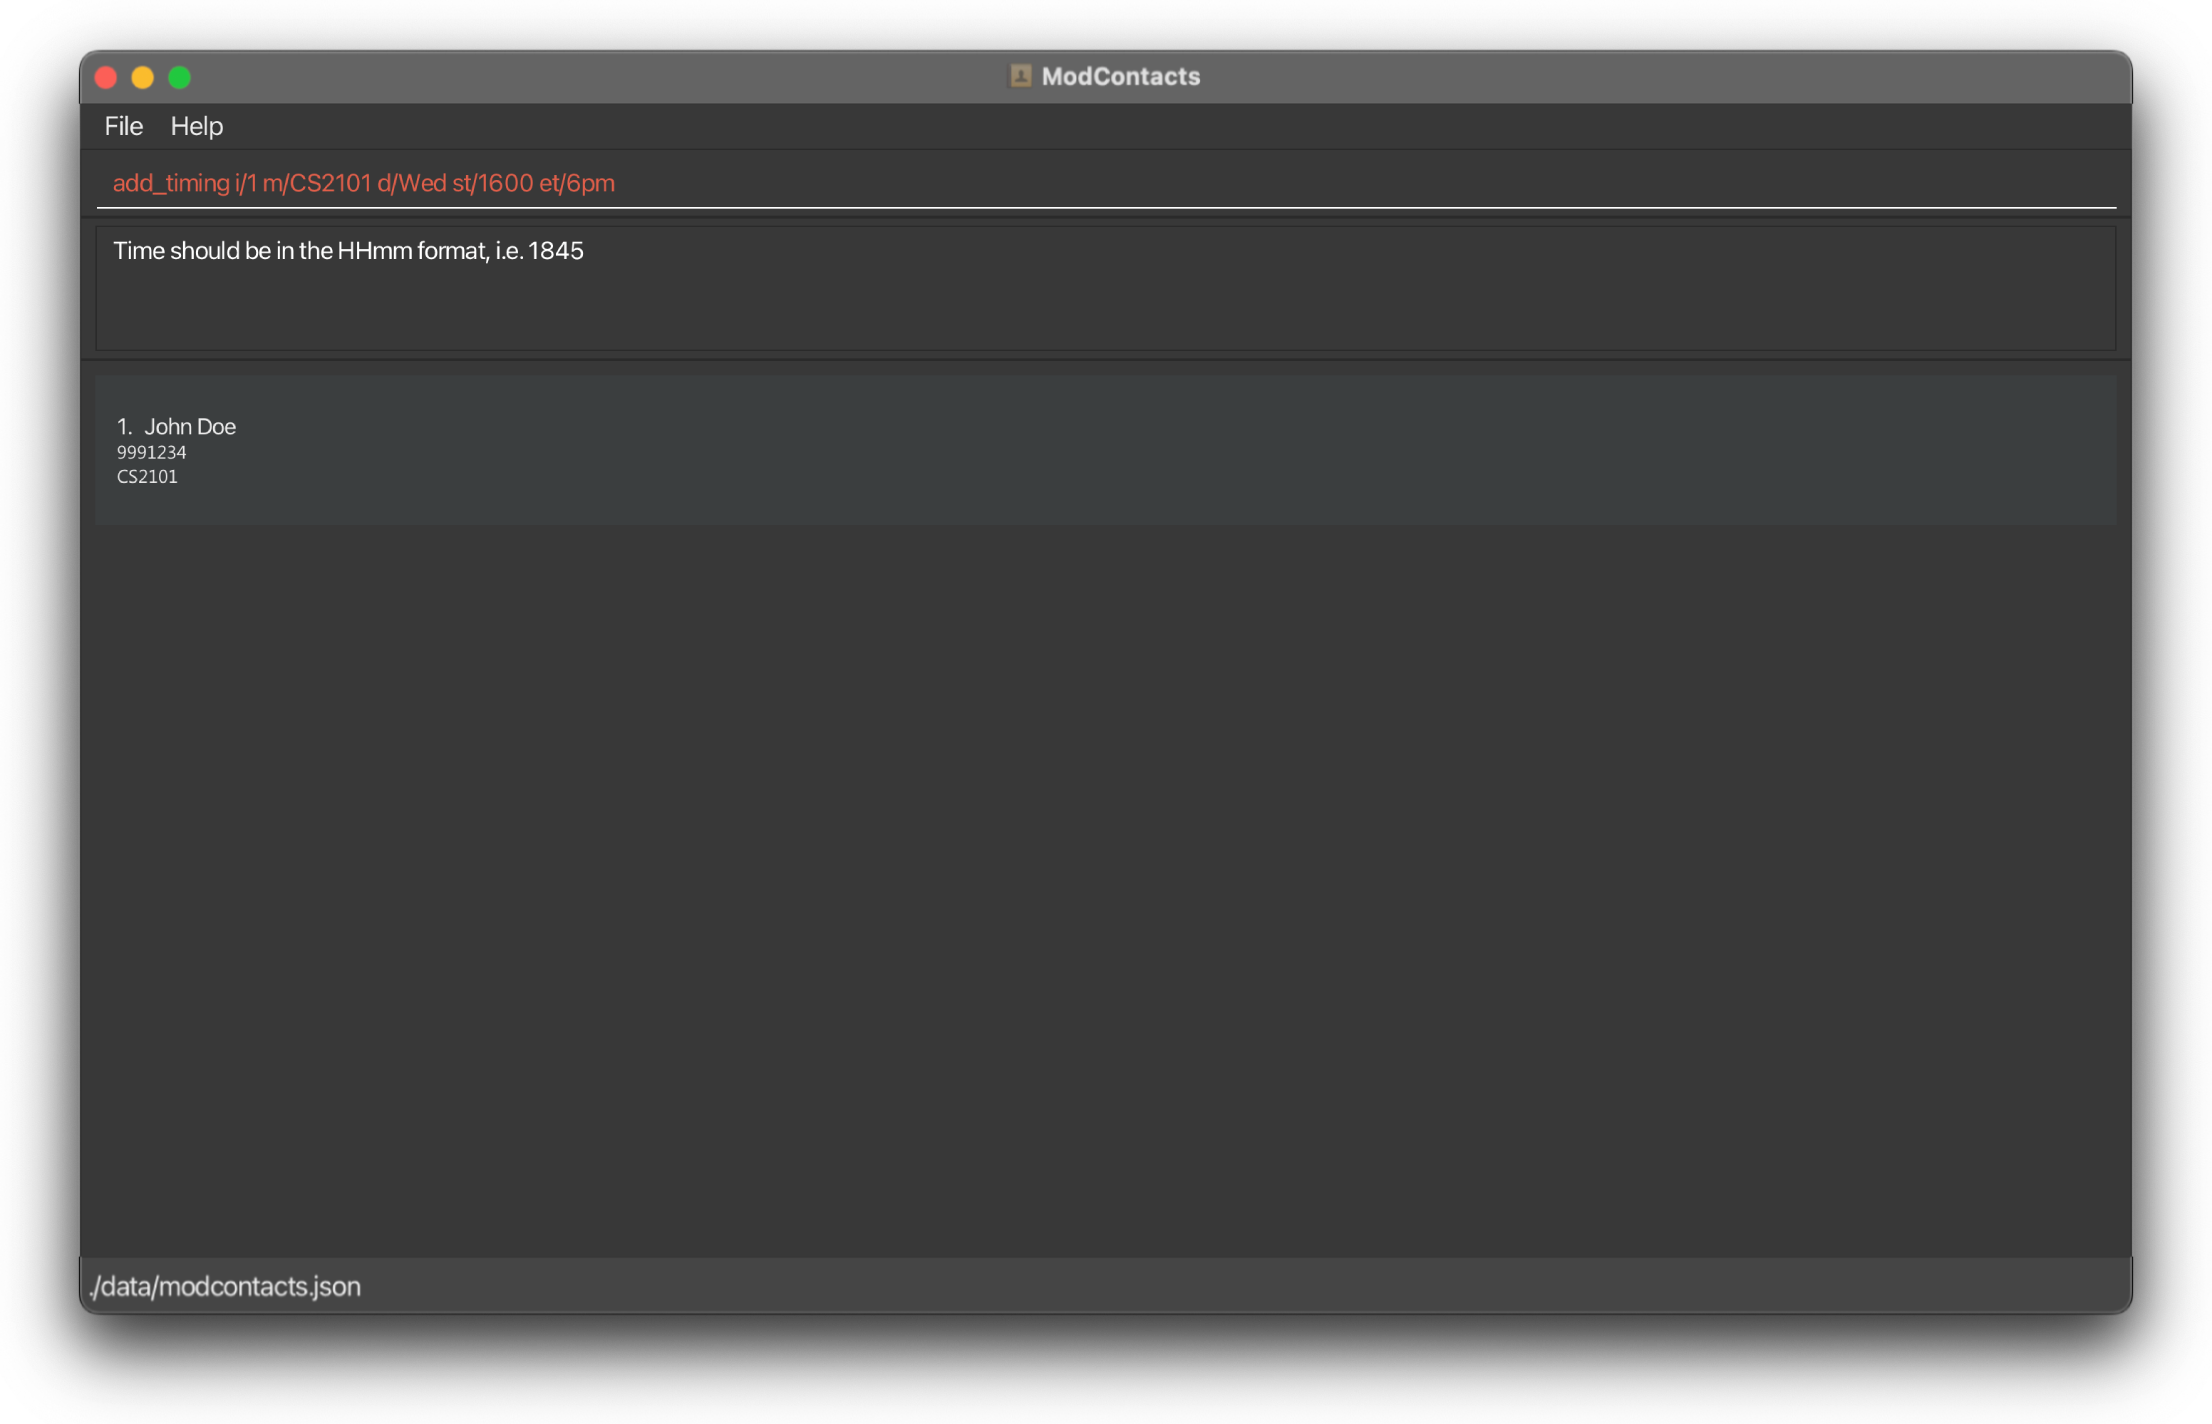 ModContacts
File Help
add_timing i/1 m/CS2101 d/Wed st/1600 et/6pm
Time should be in the HHmm format, i.e. 1845
1. John Doe
9991234
CS2101
./data/modcontacts.json